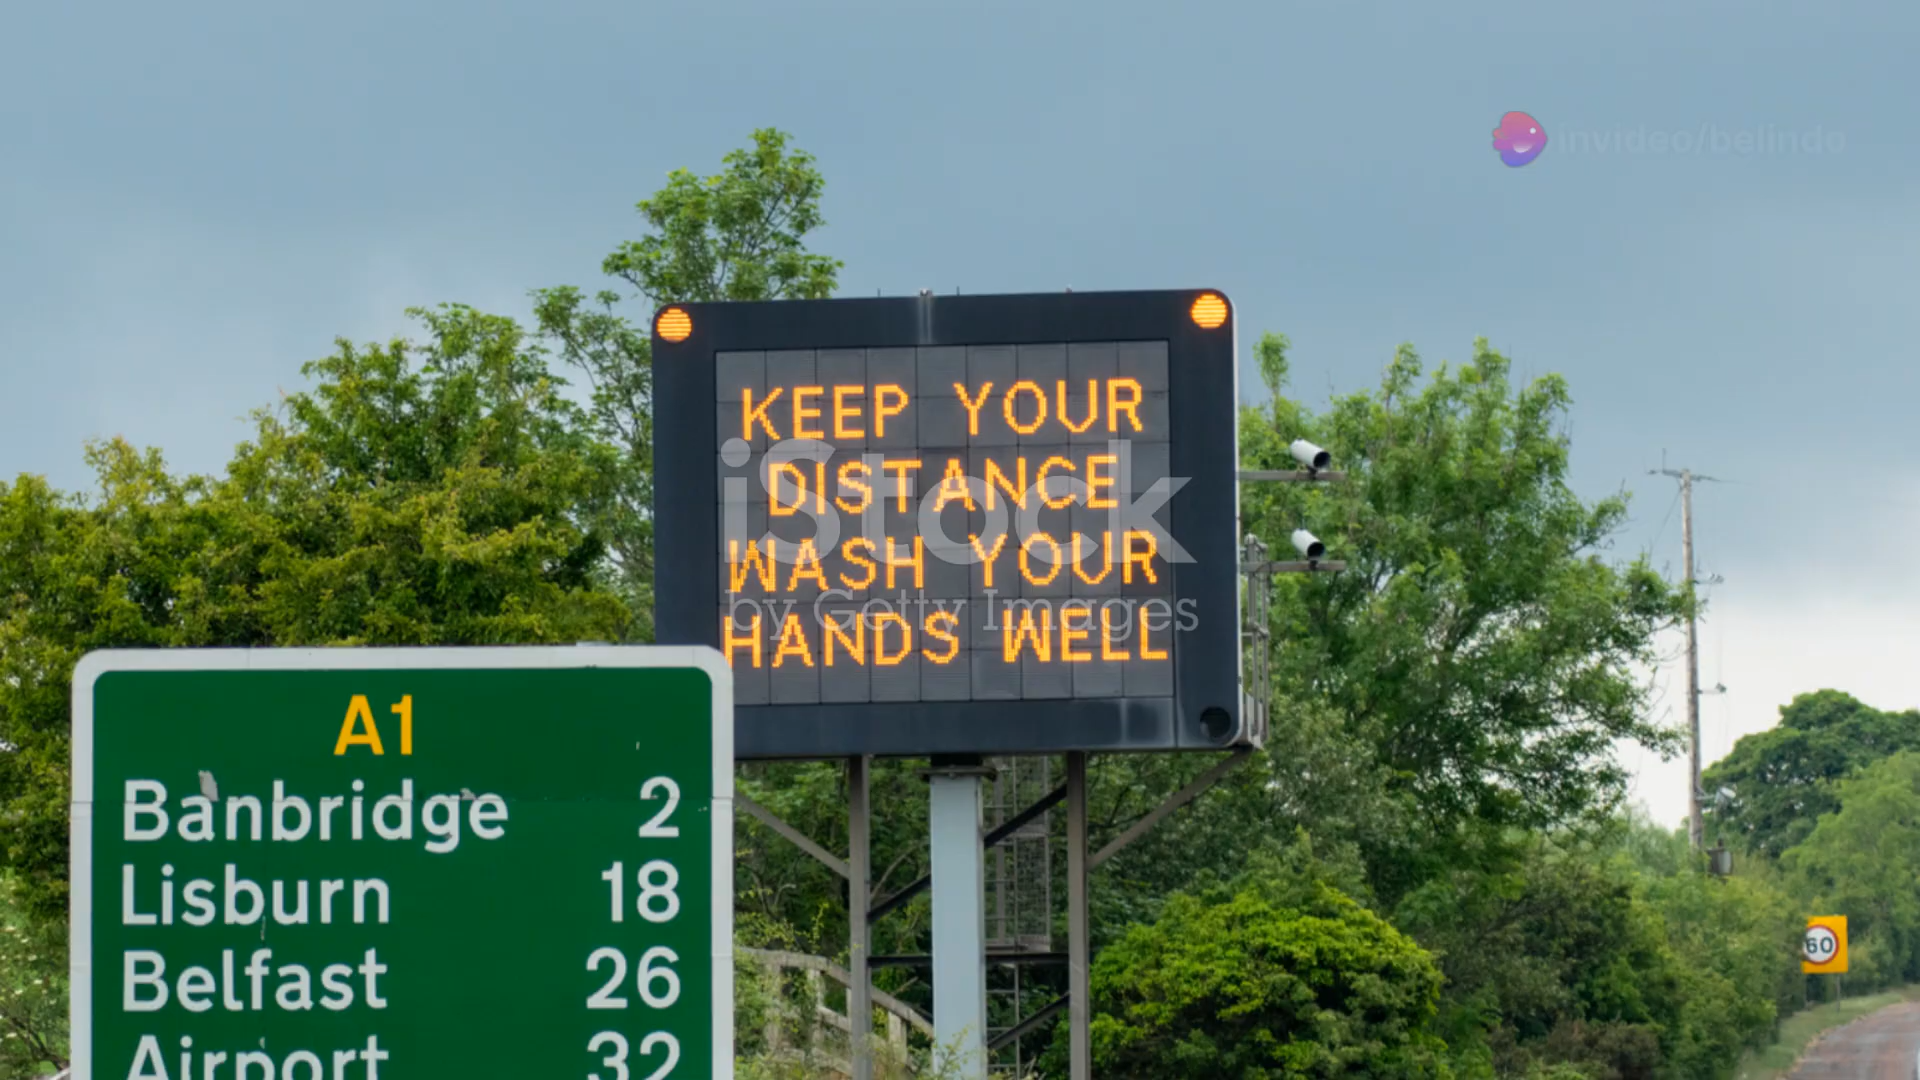 invideo/belindo
KEEP YOUR
DISTANCE
WASH YOUR
HANDS WELL
iStock
by Getty Images
A1
Banbridge 2
Lisburn 18
Belfast 26
Airport 32
60